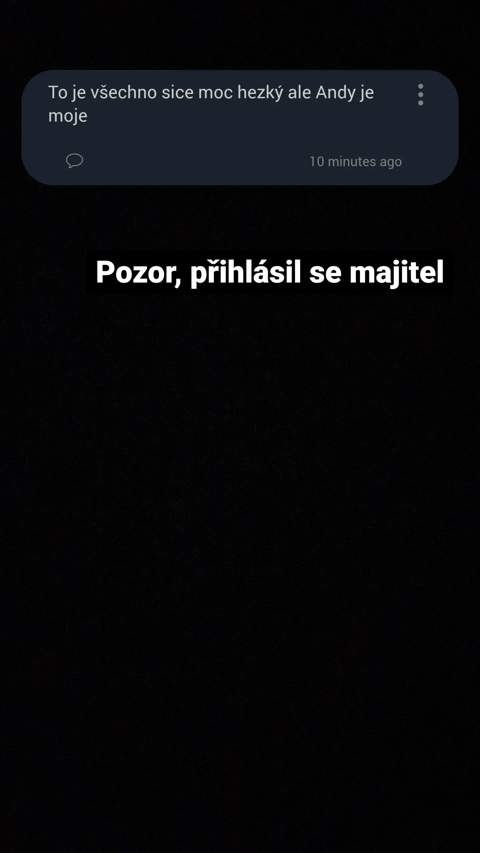 To je všechno sice moc hezký ale Andy je
moje
10 minutes ago
Pozor, přihlásil se majitel